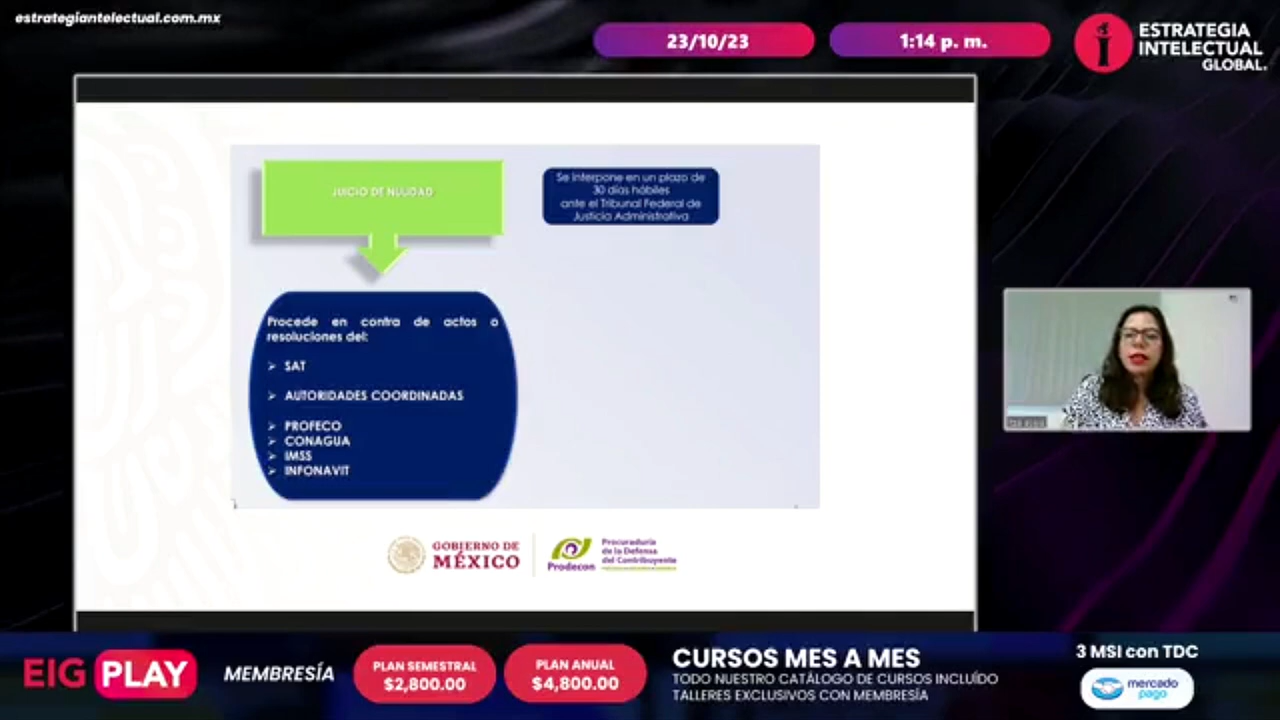 estrategiantelectual.com.mx
23/10/23
1:14 p. m.
ESTRATEGIA
INTELECTUAL
GLOBAL.
JUICIO DE NULIDAD
Se interpone en un plazo de
30 días hábiles
ante el Tribunal Federal de
Justicia Administrativa
Procede en contra de actos o
resoluciones del:
➢ SAT
➢ AUTORIDADES COORDINADAS
➢ PROFECO
➢ CONAGUA
➢ IMSS
➢ INFONAVIT
GOBIERNO DE
MÉXICO
Prodecon
Procuraduría
de la Defensa
del Contribuyente
EIG PLAY
MEMBRESÍA
PLAN SEMESTRAL
$2,800.00
PLAN ANUAL
$4,800.00
CURSOS MES A MES
TODO NUESTRO CATÁLOGO DE CURSOS INCLUÍDO
TALLERES EXCLUSIVOS CON MEMBRESÍA
3 MSI con TDC
mercado
pago